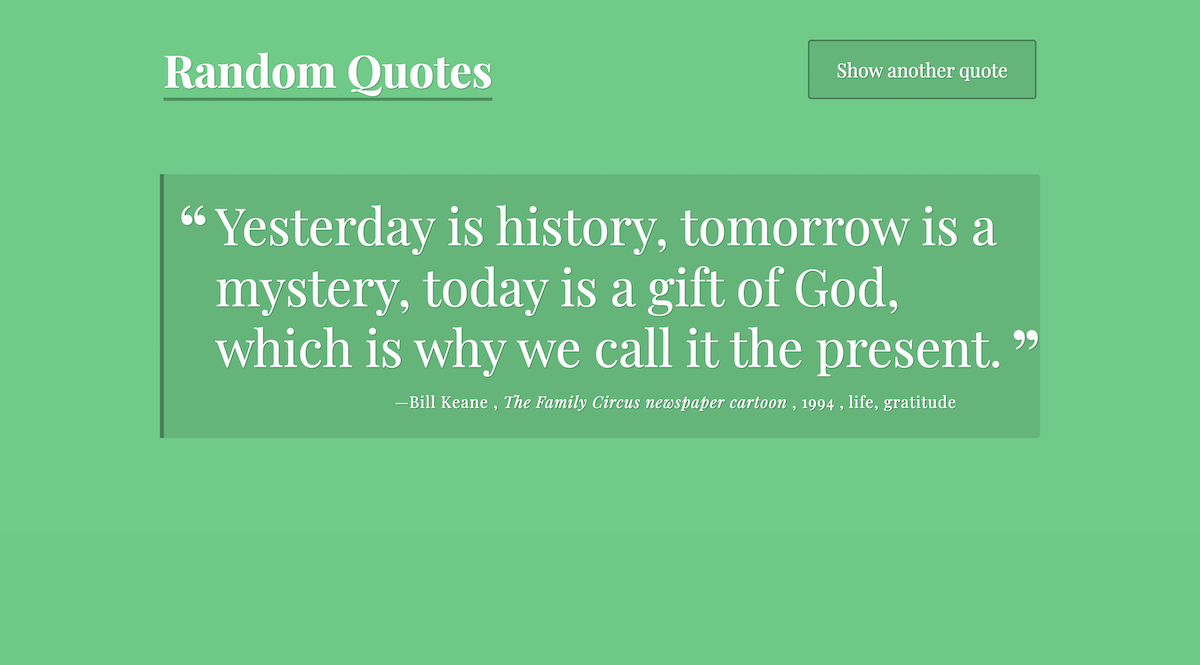 Random Quotes
Show another quote
“ Yesterday is history, tomorrow is a
mystery, today is a gift of God,
which is why we call it the present. ”
—Bill Keane , The Family Circus newspaper cartoon , 1994 , life, gratitude